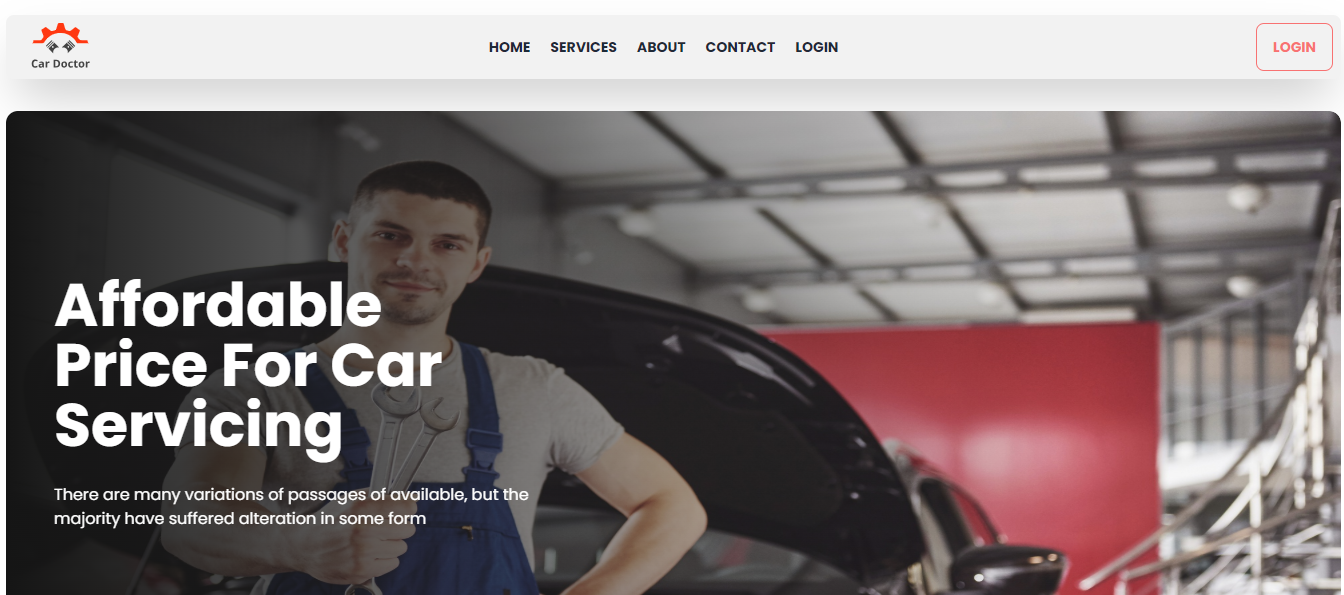 Car Doctor
HOME SERVICES ABOUT CONTACT LOGIN
LOGIN
Affordable
Price For Car
Servicing
There are many variations of passages of available, but the
majority have suffered alteration in some form